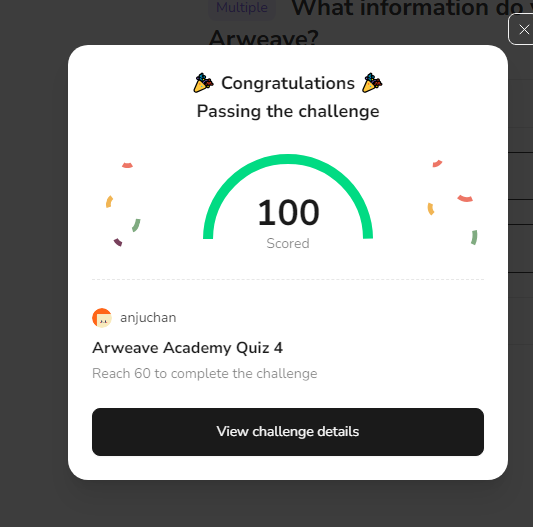 Multiple What information do
Arweave?
Congratulations
Passing the challenge
100
Scored
anjuchan
Arweave Academy Quiz 4
Reach 60 to complete the challenge
View challenge details